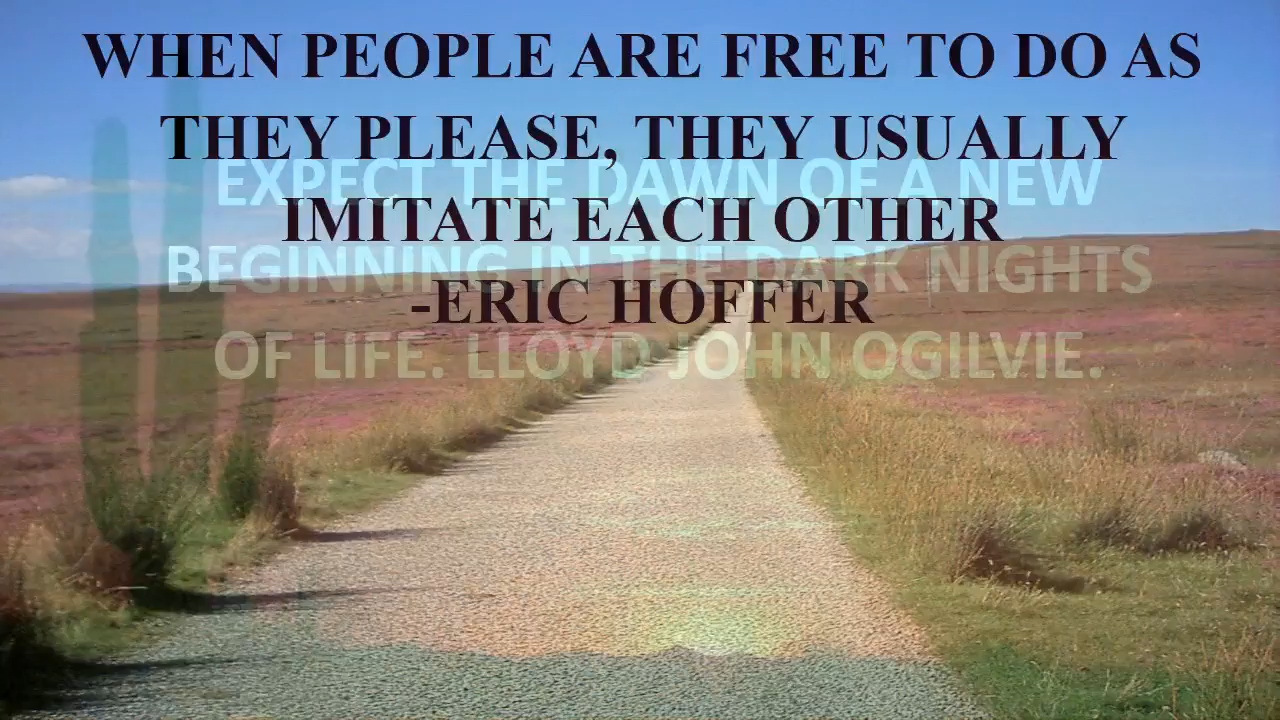 WHEN PEOPLE ARE FREE TO DO AS
THEY PLEASE, THEY USUALLY
IMITATE EACH OTHER
-ERIC HOFFER
EXPECT THE DAWN OF A NEW
BEGINNING IN THE DARK NIGHTS
OF LIFE. LLOYD JOHN OGILVIE.